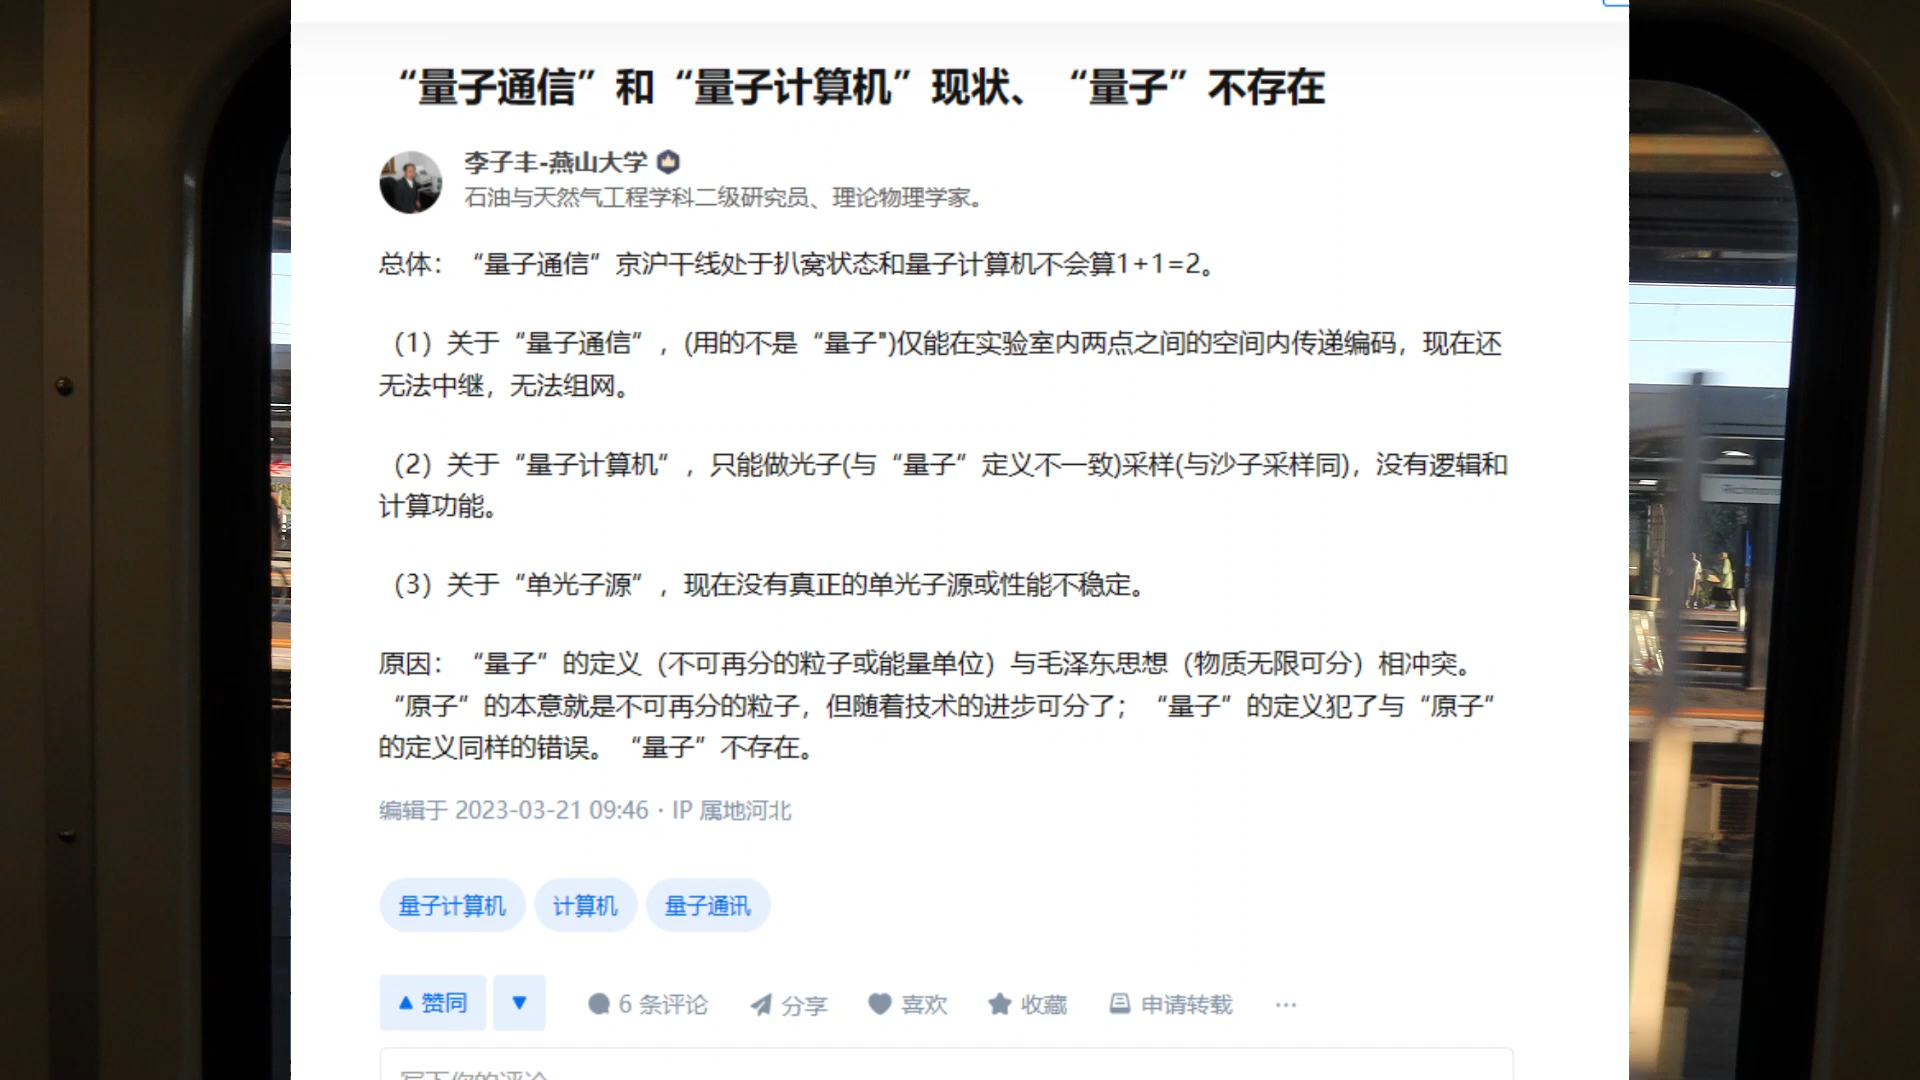 “量子通信”和“量子计算机”现状、“量子”不存在
李子丰-燕山大学
石油与天然气工程学科二级研究员、理论物理学家。
总体：“量子通信”京沪干线处于扒窝状态和量子计算机不会算1+1=2。
（1）关于“量子通信”，(用的不是“量子")仅能在实验室内两点之间的空间内传递编码，现在还
无法中继，无法组网。
（2）关于“量子计算机”，只能做光子(与“量子”定义不一致)采样(与沙子采样同)，没有逻辑和
计算功能。
（3）关于“单光子源”，现在没有真正的单光子源或性能不稳定。
原因：“量子”的定义（不可再分的粒子或能量单位）与毛泽东思想（物质无限可分）相冲突。
“原子”的本意就是不可再分的粒子，但随着技术的进步可分了；“量子”的定义犯了与“原子”
的定义同样的错误。“量子”不存在。
编辑于 2023-03-21 09:46 · IP 属地河北
量子计算机 计算机 量子通讯
赞同 6 条评论 分享 喜欢 收藏 申请转载 ···
写下你的评论